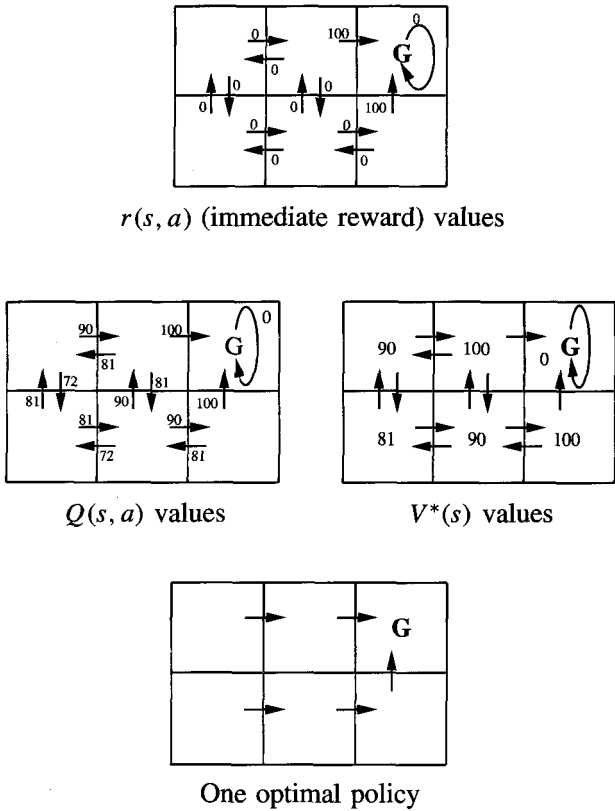 0 100 0
0 G
0 0 0 0 100
0 0
0 0
r(s, a) (immediate reward) values
90 100 0
81 G
81 72 90 81 100
81 90
72 81
Q(s, a) values
90 100 0 G
81 90 100
V*(s) values
G
One optimal policy